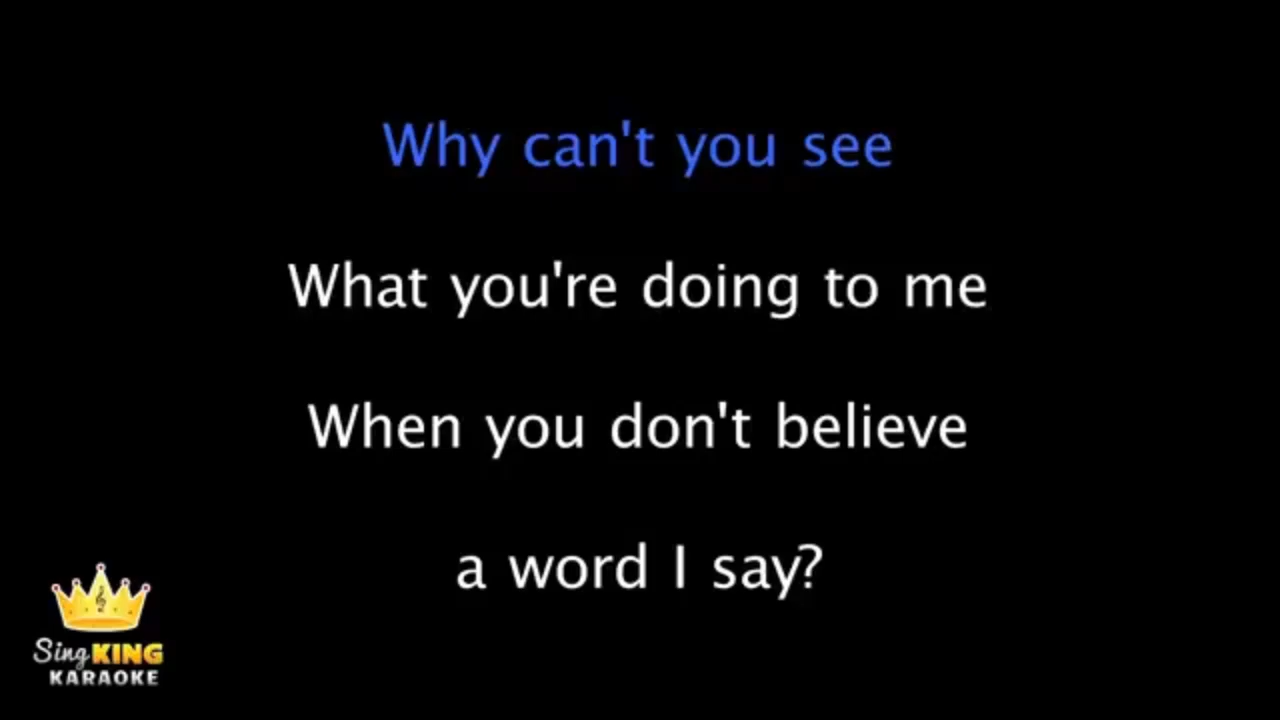 Why can't you see
What you're doing to me
When you don't believe
a word I say?
Sing KING
KARAOKE